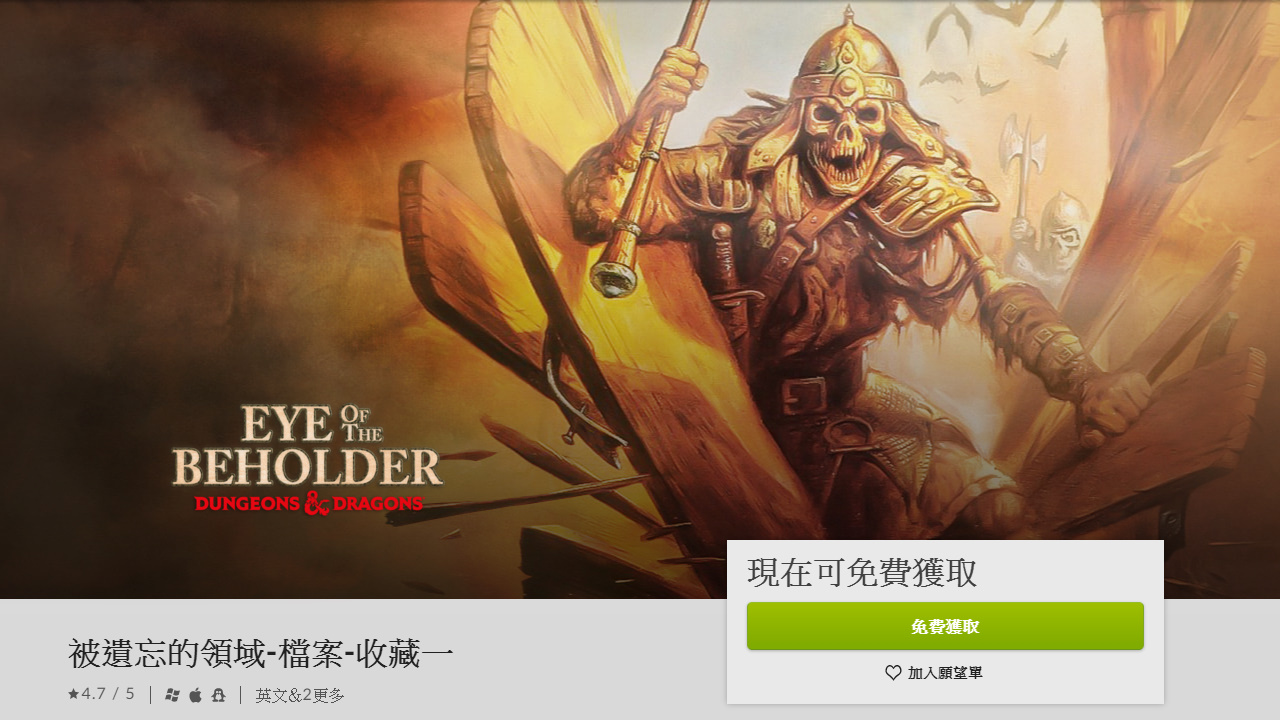 EYE OF THE
BEHOLDER
DUNGEONS & DRAGONS
現在可免費獲取
免費獲取
加入願望單
被遺忘的領域-檔案-收藏一
4.7 / 5
英文&2更多